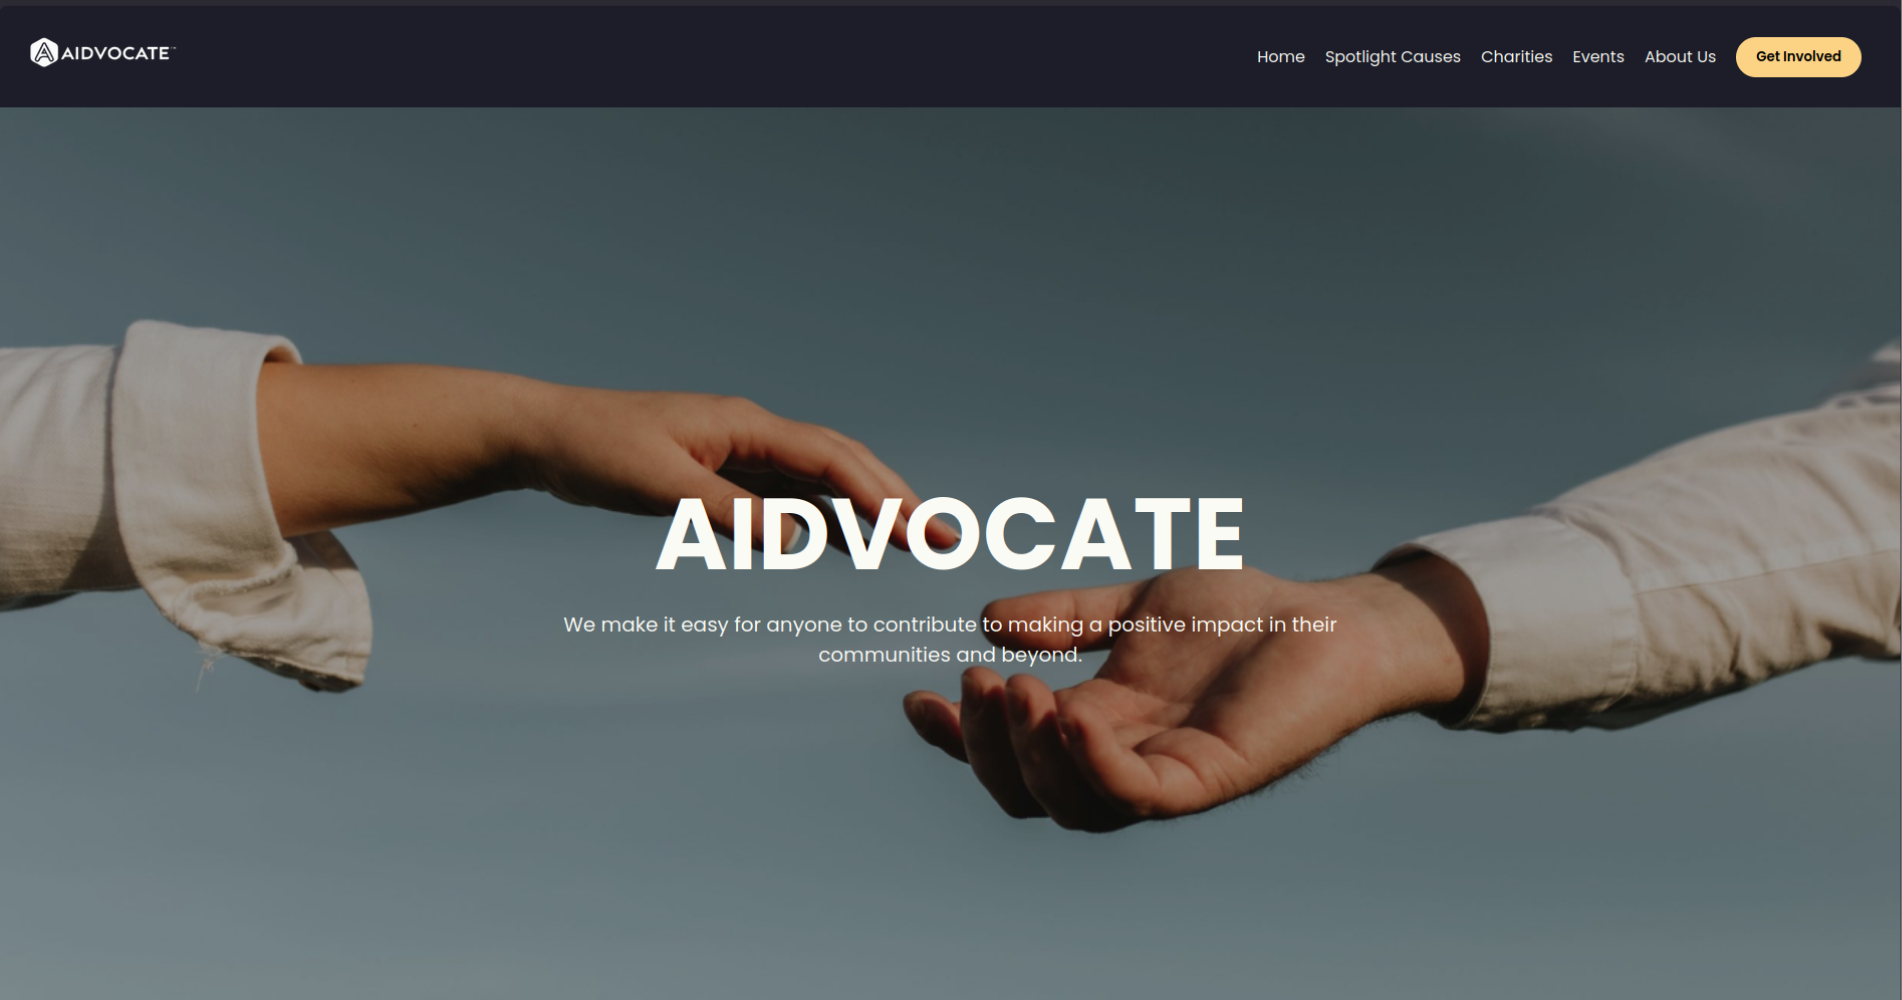 AIDVOCATE
Home Spotlight Causes Charities Events About Us Get Involved
AIDVOCATE
We make it easy for anyone to contribute to making a positive impact in their
communities and beyond.